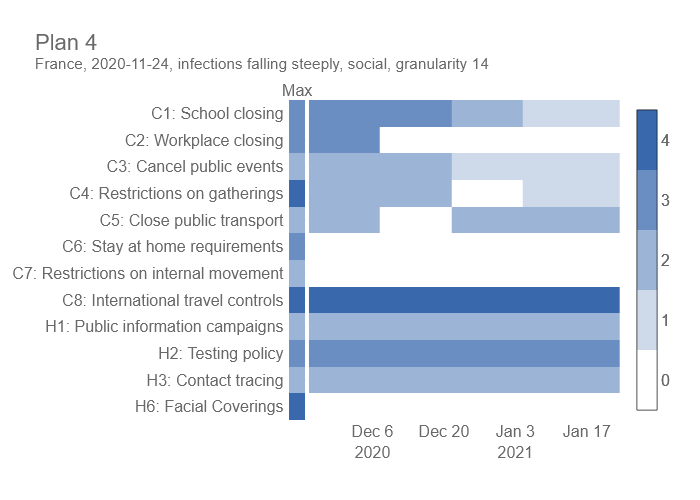 Plan 4
France, 2020-11-24, infections falling steeply, social, granularity 14
Max
C1: School closing
C2: Workplace closing
C3: Cancel public events
C4: Restrictions on gatherings
C5: Close public transport
C6: Stay at home requirements
C7: Restrictions on internal movement
C8: International travel controls
H1: Public information campaigns
H2: Testing policy
H3: Contact tracing
H6: Facial Coverings
4
3
2
1
0
Dec 6 Dec 20 Jan 3 Jan 17
2020 2021